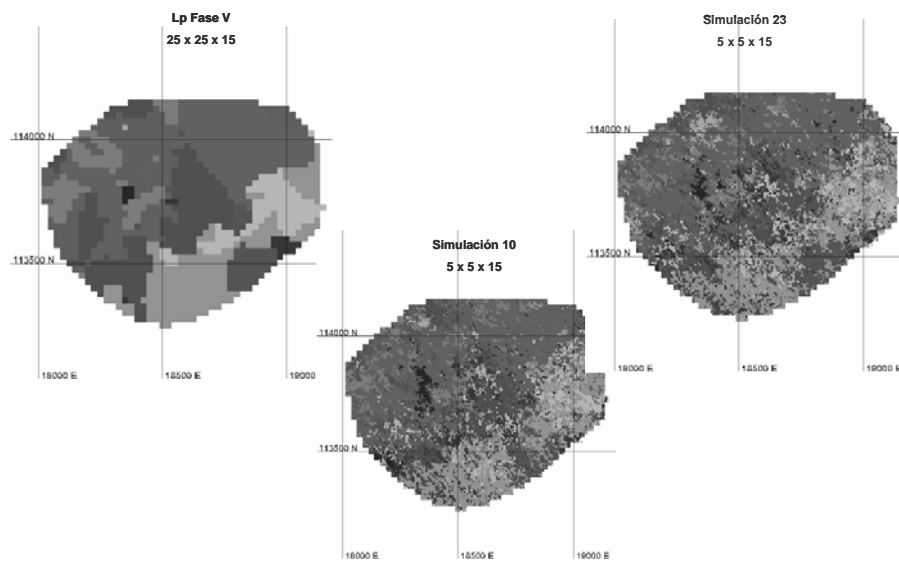 Lp Fase V
25 x 25 x 15
114000 N
113500 N
18000 E
18500 E
19000
Simulación 23
5 x 5 x 15
114000 N
113500 N
18000 E
18500 E
19000 E
Simulación 10
5 x 5 x 15
114000 N
113500 N
18000 E
18500 E
19000 E